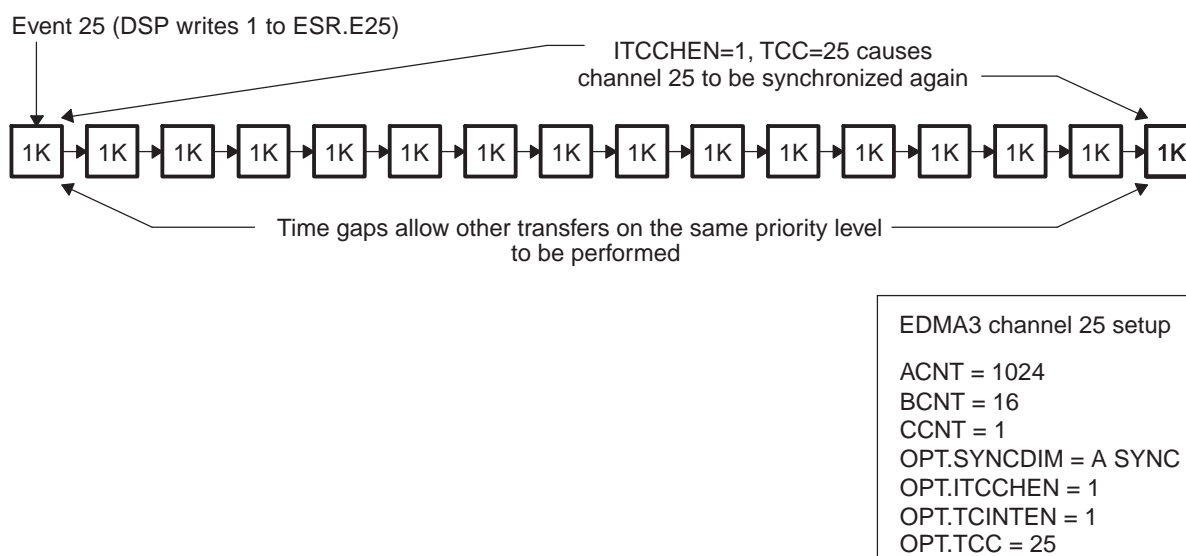 Event 25 (DSP writes 1 to ESR.E25)
ITCCHEN=1, TCC=25 causes
channel 25 to be synchronized again
1K 1K 1K 1K 1K 1K 1K 1K 1K 1K 1K 1K 1K 1K 1K 1K
Time gaps allow other transfers on the same priority level
to be performed
EDMA3 channel 25 setup
ACNT = 1024
BCNT = 16
CCNT = 1
OPT.SYNCDIM = A SYNC
OPT.ITCCHEN = 1
OPT.TCINTEN = 1
OPT.TCC = 25